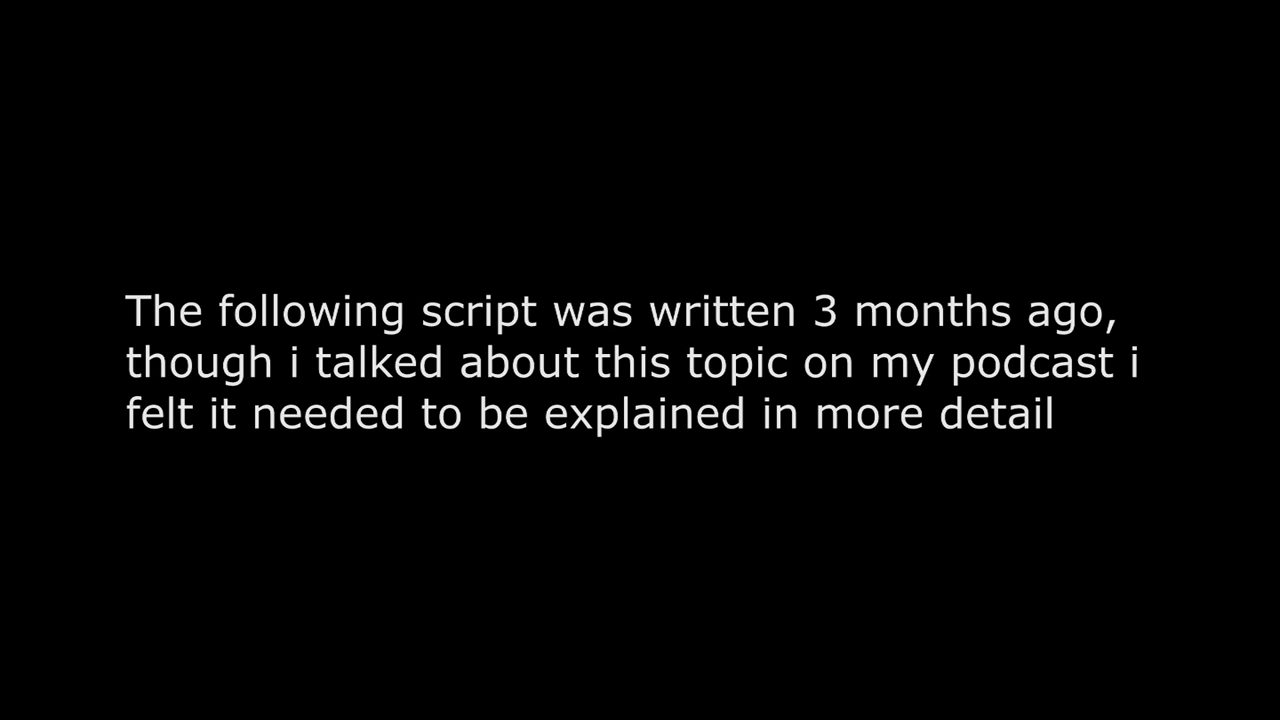 The following script was written 3 months ago,
though i talked about this topic on my podcast i
felt it needed to be explained in more detail